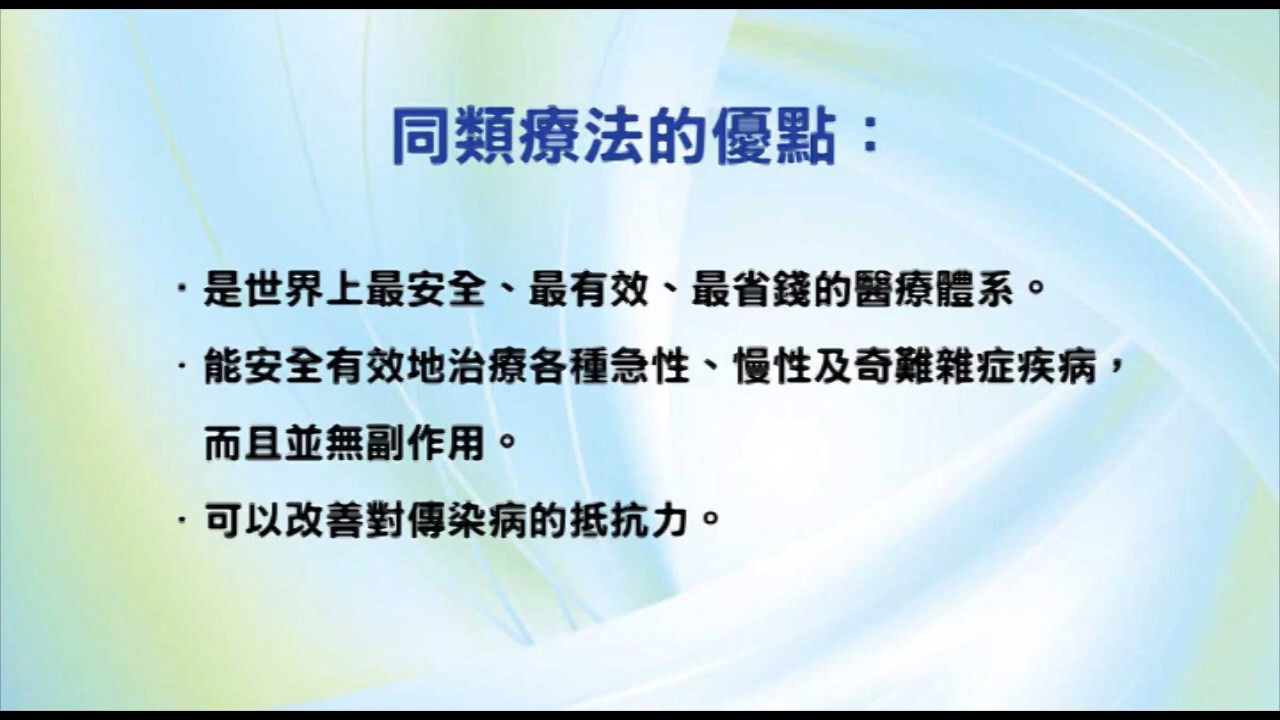 同類療法的優點：
·是世界上最安全、最有效、最省錢的醫療體系。
·能安全有效地治療各種急性、慢性及奇難雜症疾病，
而且並無副作用。
·可以改善對傳染病的抵抗力。